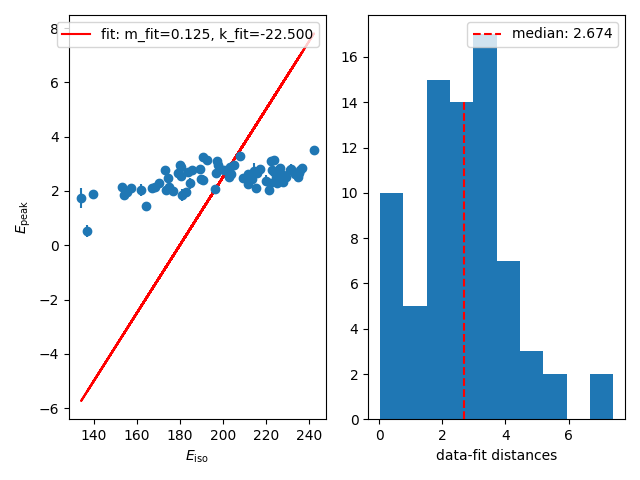 8
6
4
2
0
−2
−4
−6
E_peak
140 160 180 200 220 240
E_iso
fit: m_fit=0.125, k_fit=-22.500
16
14
12
10
8
6
4
2
0
0 2 4 6
data-fit distances
median: 2.674